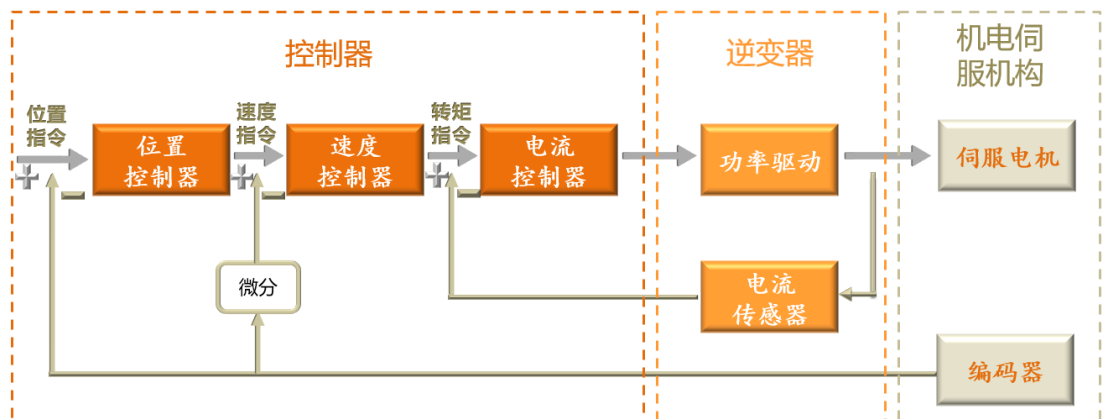 控制器
逆变器
机电伺
服机构
位置
指令
位置
控制器
速度
指令
速度
控制器
转矩
指令
电流
控制器
功率驱动
伺服电机
微分
电流
传感器
编码器